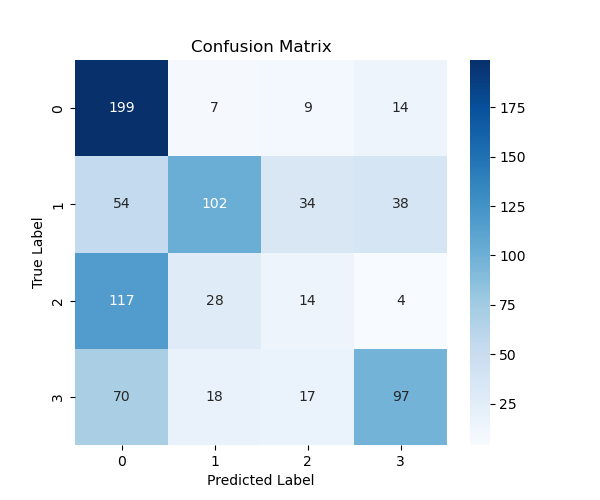 Confusion Matrix
0 199 7 9 14
1 54 102 34 38
2 117 28 14 4
3 70 18 17 97
0 1 2 3
True Label
Predicted Label
175
150
125
100
75
50
25